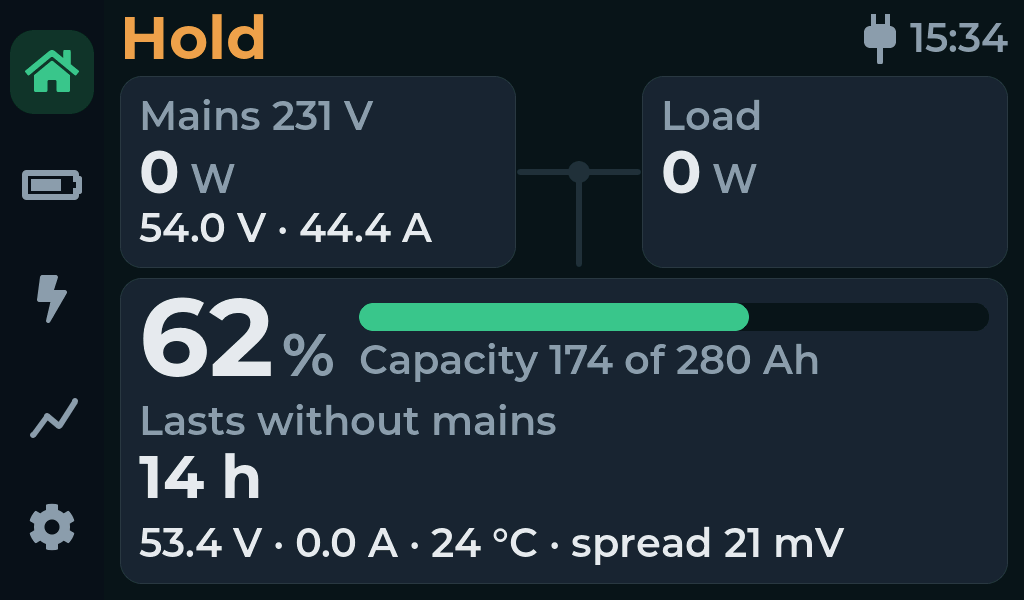 Hold
15:34
Mains 231 V
0 W
54.0 V · 44.4 A
Load
0 W
62 %
Capacity 174 of 280 Ah
Lasts without mains
14 h
53.4 V · 0.0 A · 24 °C · spread 21 mV